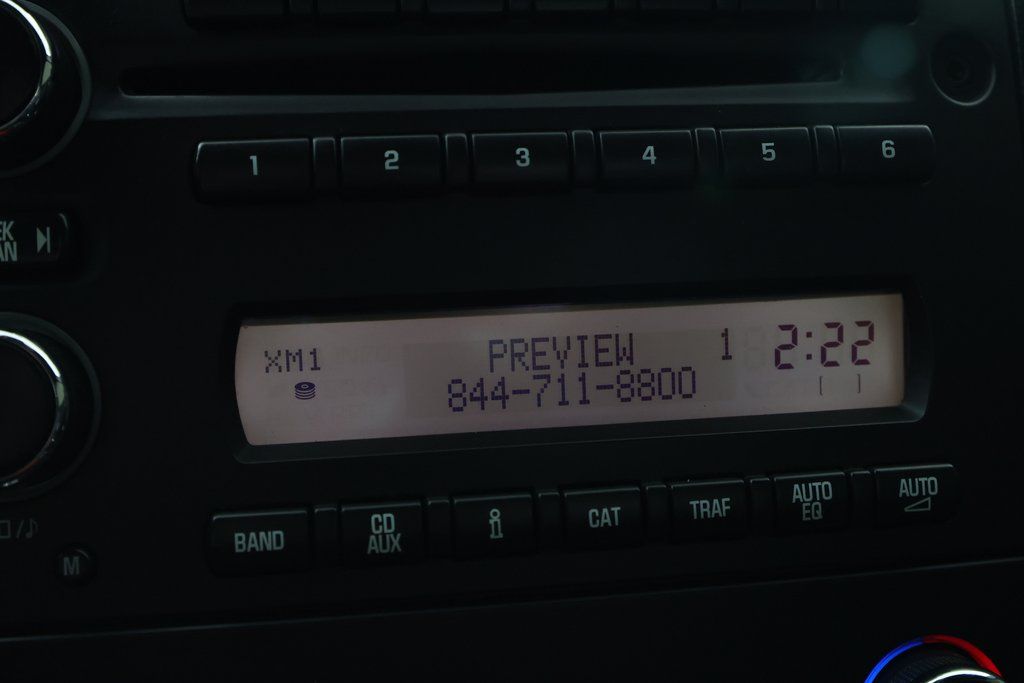 1 2 3 4 5 6
XM1 PREVIEW 1 2:22
844-711-8800
BAND CD AUX i CAT TRAF AUTO EQ AUTO
M